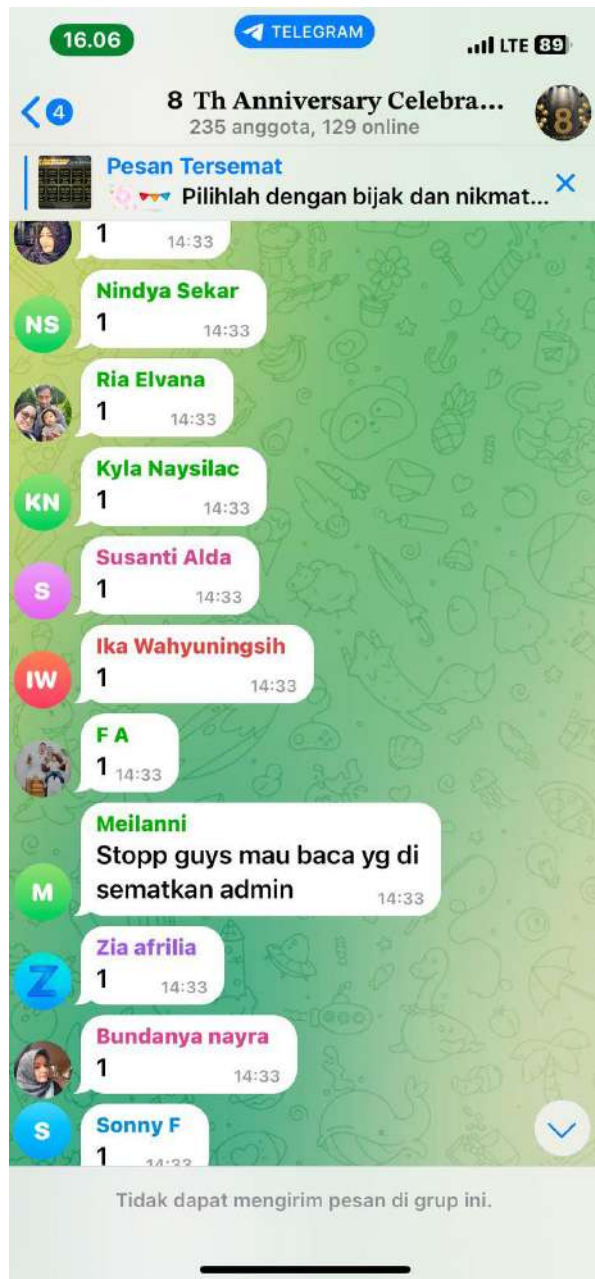 16.06
TELEGRAM
LTE 89
4
8 Th Anniversary Celebra...
235 anggota, 129 online
8
Pesan Tersemat
Pilihlah dengan bijak dan nikmat...
1 14:33
Nindya Sekar
NS
1 14:33
Ria Elvana
1 14:33
Kyla Naysilac
KN
1 14:33
Susanti Alda
S
1 14:33
Ika Wahyuningsih
IW
1 14:33
F A
1 14:33
Meilanni
Stopp guys mau baca yg di
M
sematkan admin 14:33
Zia afrilia
Z
1 14:33
Bundanya nayra
1 14:33
S
Sonny F
1 14:33
Tidak dapat mengirim pesan di grup ini.